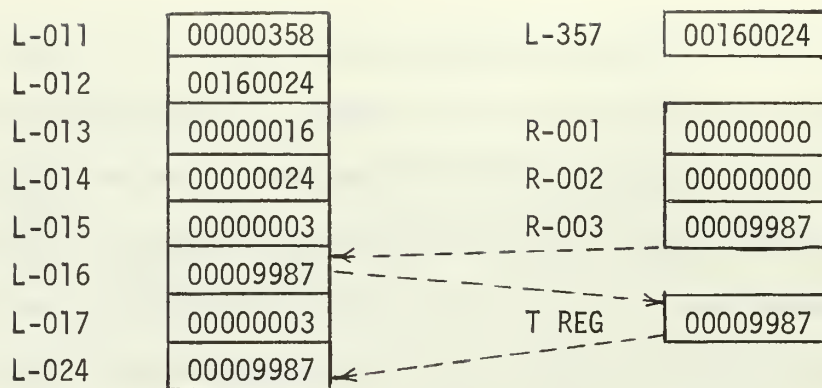 L-011 00000358 L-357 00160024
L-012 00160024
L-013 00000016 R-001 00000000
L-014 00000024 R-002 00000000
L-015 00000003 R-003 00009987
L-016 00009987
L-017 00000003 T REG 00009987
L-024 00009987